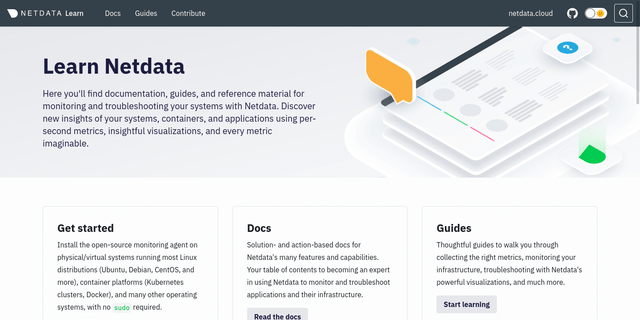 NETDATA Learn Docs Guides Contribute netdata.cloud
Learn Netdata
Here you'll find documentation, guides, and reference material for
monitoring and troubleshooting your systems with Netdata. Discover
new insights of your systems, containers, and applications using per-
second metrics, insightful visualizations, and every metric
imaginable.
Get started
Install the open-source monitoring agent on
physical/virtual systems running most Linux
distributions (Ubuntu, Debian, CentOS, and
more), container platforms (Kubernetes
clusters, Docker), and many other operating
systems, with no sudo required.
Docs
Solution- and action-based docs for
Netdata's many features and capabilities.
Your table of contents to becoming an expert
in using Netdata to monitor and troubleshoot
applications and their infrastructure.
Read the docs
Guides
Thoughtful guides to walk you through
collecting the right metrics, monitoring your
infrastructure, troubleshooting with Netdata's
powerful visualizations, and much more.
Start learning